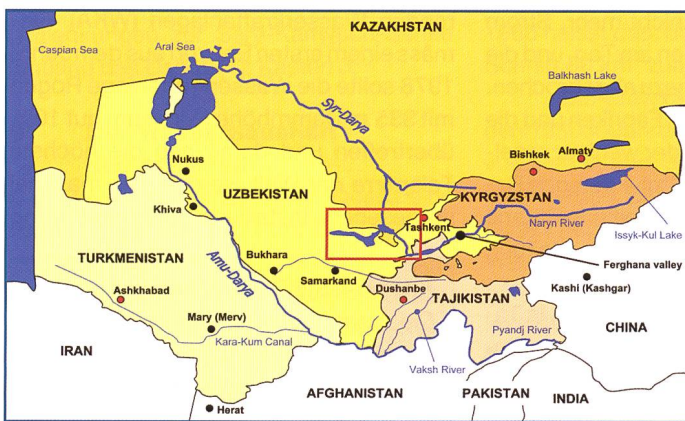 KAZAKHSTAN
Caspian Sea
Aral Sea
Balkhash Lake
Syr-Darya
Nukus
Bishkek
Almaty
UZBEKISTAN
KYRGYZSTAN
Khiva
Tashkent
Naryn River
Issyk-Kul Lake
TURKMENISTAN
Bukhara
Amu-Darya
Samarkand
Ferghana valley
Ashkhabad
Dushanbe
TAJIKISTAN
Kashi (Kashgar)
Mary (Merv)
Kara-Kum Canal
Pyandj River
CHINA
IRAN
Vaksh River
AFGHANISTAN
PAKISTAN
INDIA
Herat